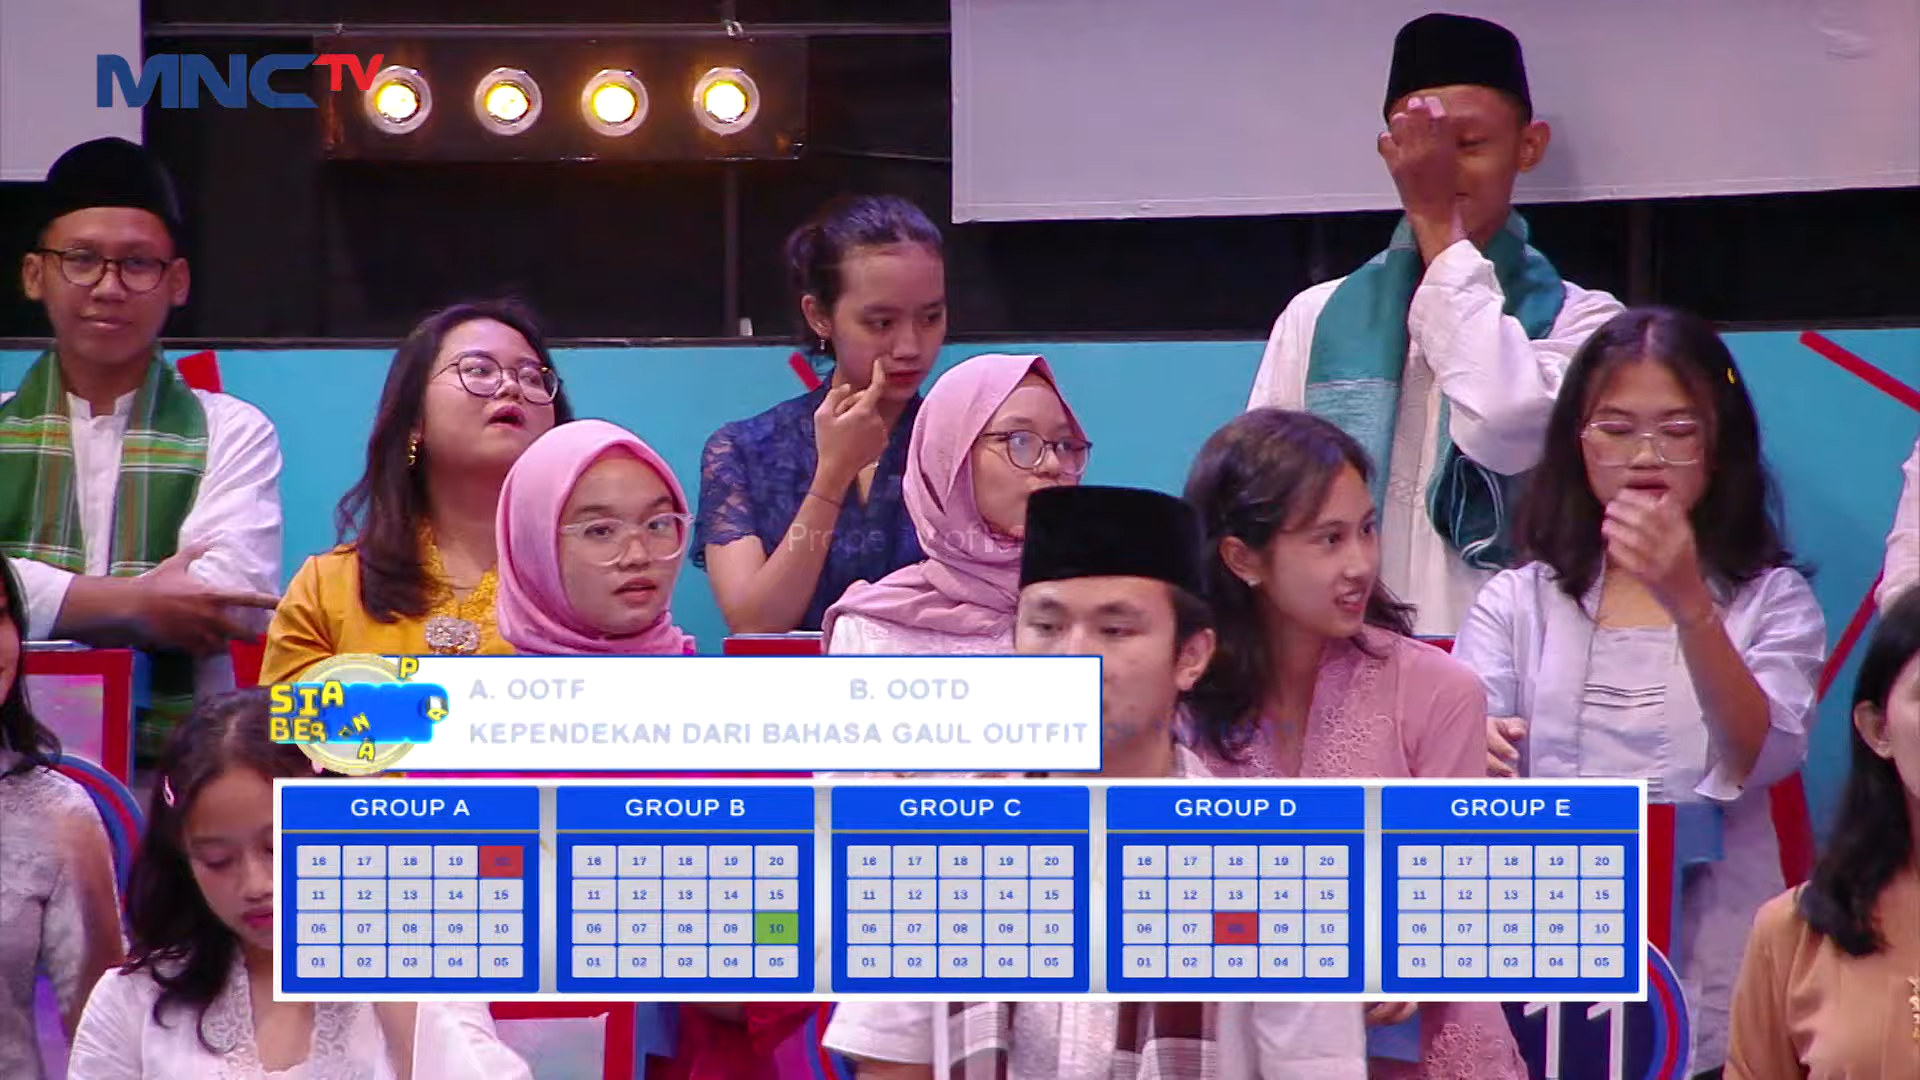 MNCTV
SIAP
BERANI
A. OOTF
B. OOTD
KEPENDEKAN DARI BAHASA GAUL OUTFIT
GROUP A
16 17 18 19
11 12 13 14 15
06 07 08 09 10
01 02 03 04 05
GROUP B
16 17 18 19 20
11 12 13 14 15
06 07 08 09 10
01 02 03 04 05
GROUP C
16 17 18 19 20
11 12 13 14 15
06 07 08 09 10
01 02 03 04 05
GROUP D
16 17 18 19 20
11 12 13 14 15
06 07 08 09 10
01 02 03 04 05
GROUP E
16 17 18 19 20
11 12 13 14 15
06 07 08 09 10
01 02 03 04 05
11